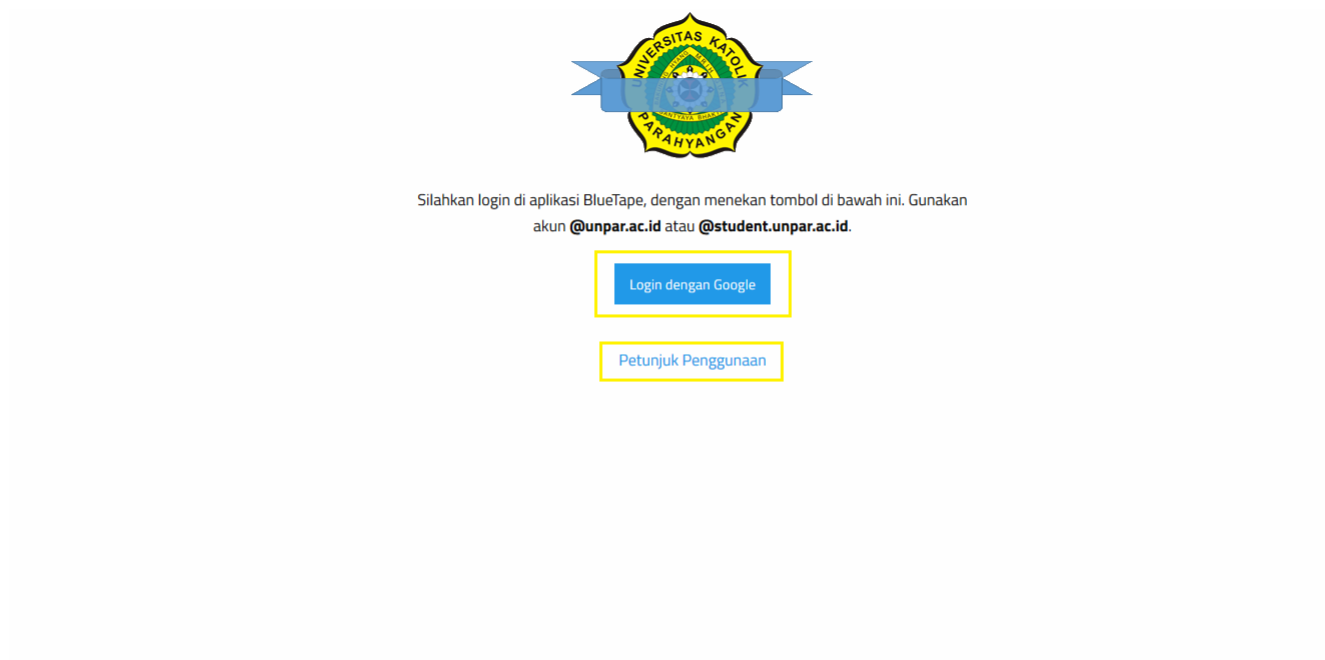 UNIVERSITAS KATOLIK
PARAHYANGAN
Silahkan login di aplikasi BlueTape, dengan menekan tombol di bawah ini. Gunakan
akun @unpar.ac.id atau @student.unpar.ac.id.
Login dengan Google
Petunjuk Penggunaan